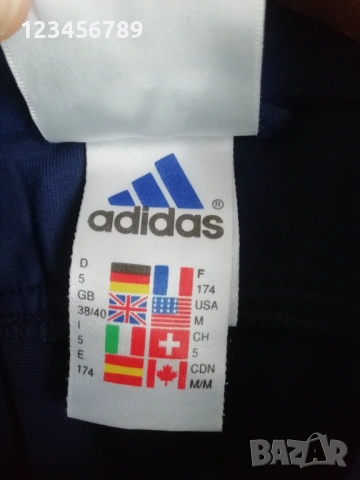 123456789
adidas®
D F
5 174
GB USA
38/40 M
I CH
5 5
E CDN
174 M/M
BAZAR